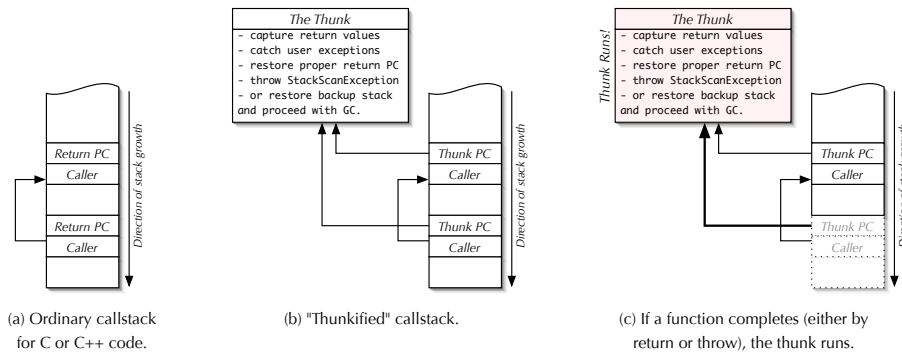 Return PC
Caller
Return PC
Caller
Direction of stack growth
(a) Ordinary callstack
for C or C++ code.
The Thunk
- capture return values
- catch user exceptions
- restore proper return PC
- throw StackScanException
- or restore backup stack
and proceed with GC.
Thunk PC
Caller
Thunk PC
Caller
Direction of stack growth
(b) "Thunkified" callstack.
Thunk Runs!
The Thunk
- capture return values
- catch user exceptions
- restore proper return PC
- throw StackScanException
- or restore backup stack
and proceed with GC.
Thunk PC
Caller
Thunk PC
Caller
Direction of stack growth
(c) If a function completes (either by
return or throw), the thunk runs.